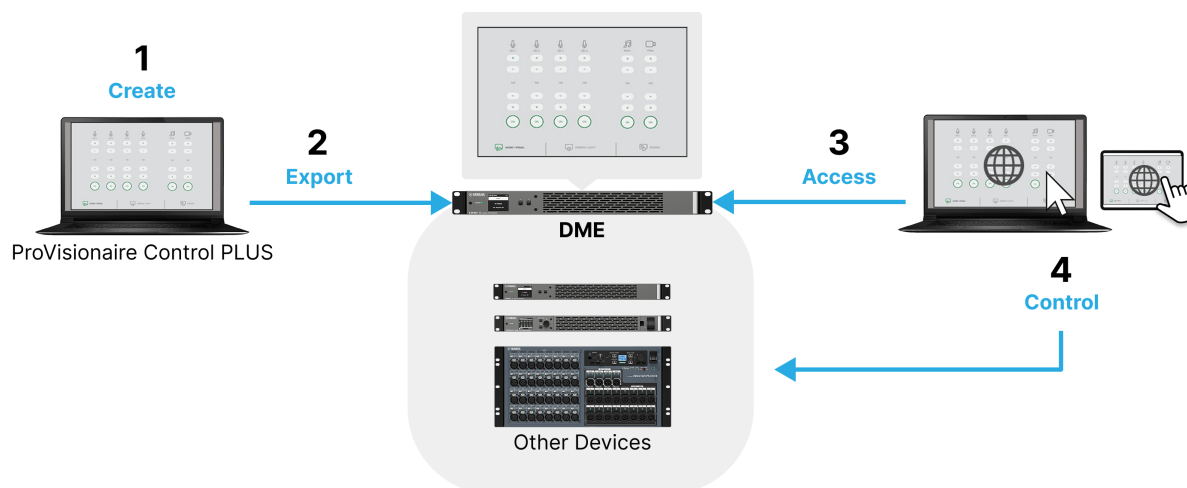 1
Create
ProVisionaire Control PLUS
2
Export
DME
3
Access
4
Control
Other Devices